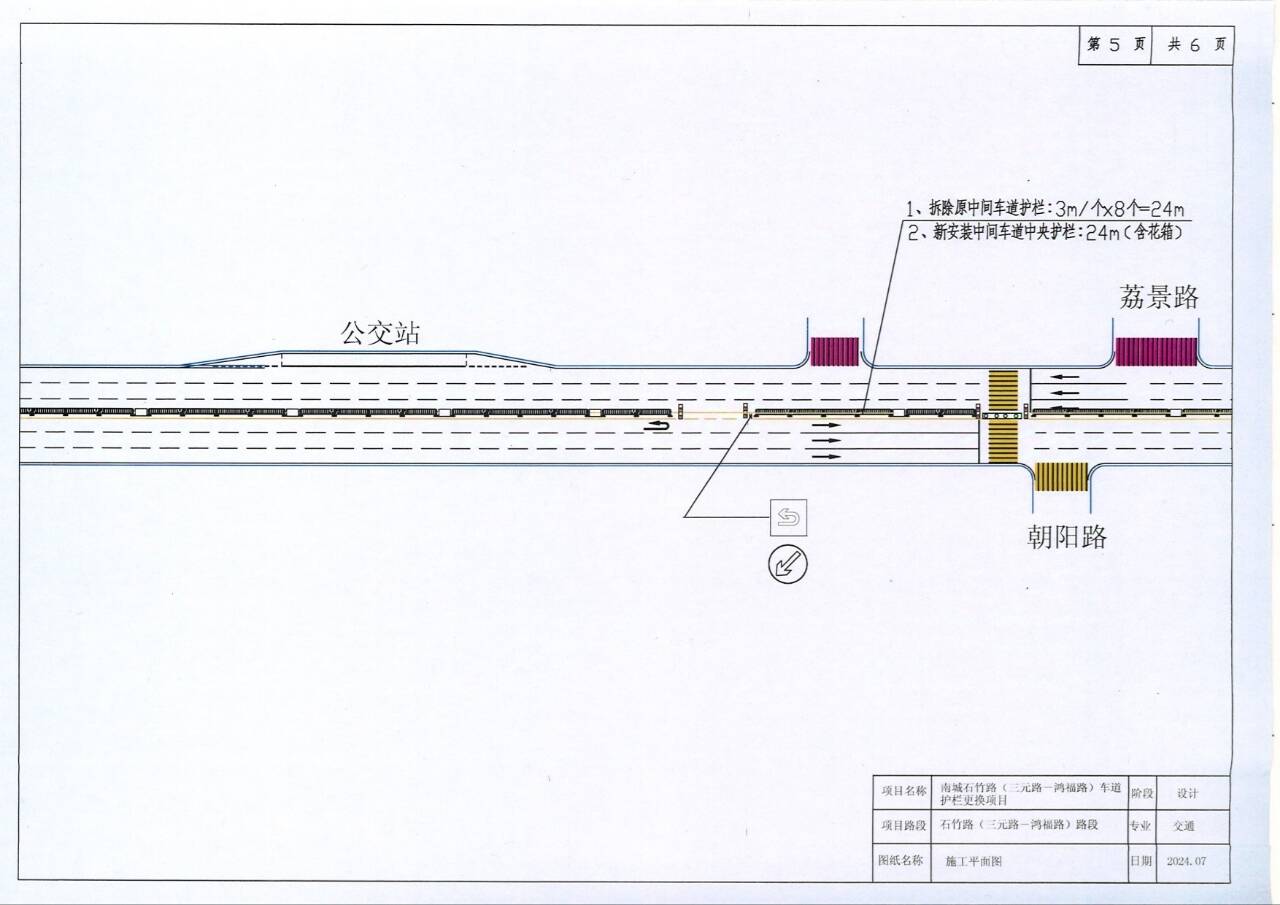 第 5 页 共 6 页
1、拆除原中间车道护栏：3m/个x8个=24m
2、新安装中间车道中央护栏：24m（含花箱）
荔景路
公交站
朝阳路
项目名称 南城石竹路（三元路－鸿福路）车道
护栏更换项目 阶段 设计
项目路段 石竹路（三元路－鸿福路）路段 专业 交通
图纸名称 施工平面图 日期 2024.07